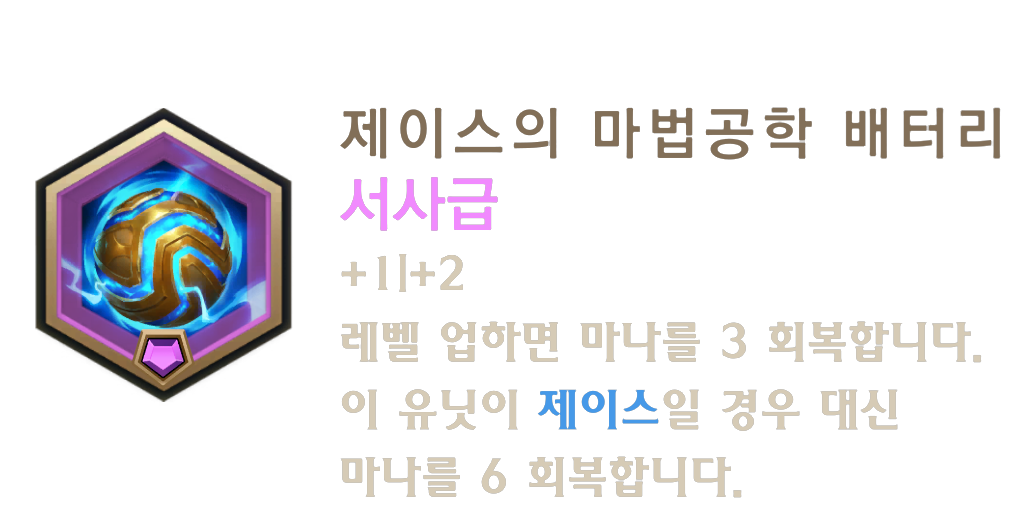 제이스의 마법공학 배터리
서사급
+1|+2
레벨 업하면 마나를 3 회복합니다.
이 유닛이 제이스일 경우 대신
마나를 6 회복합니다.